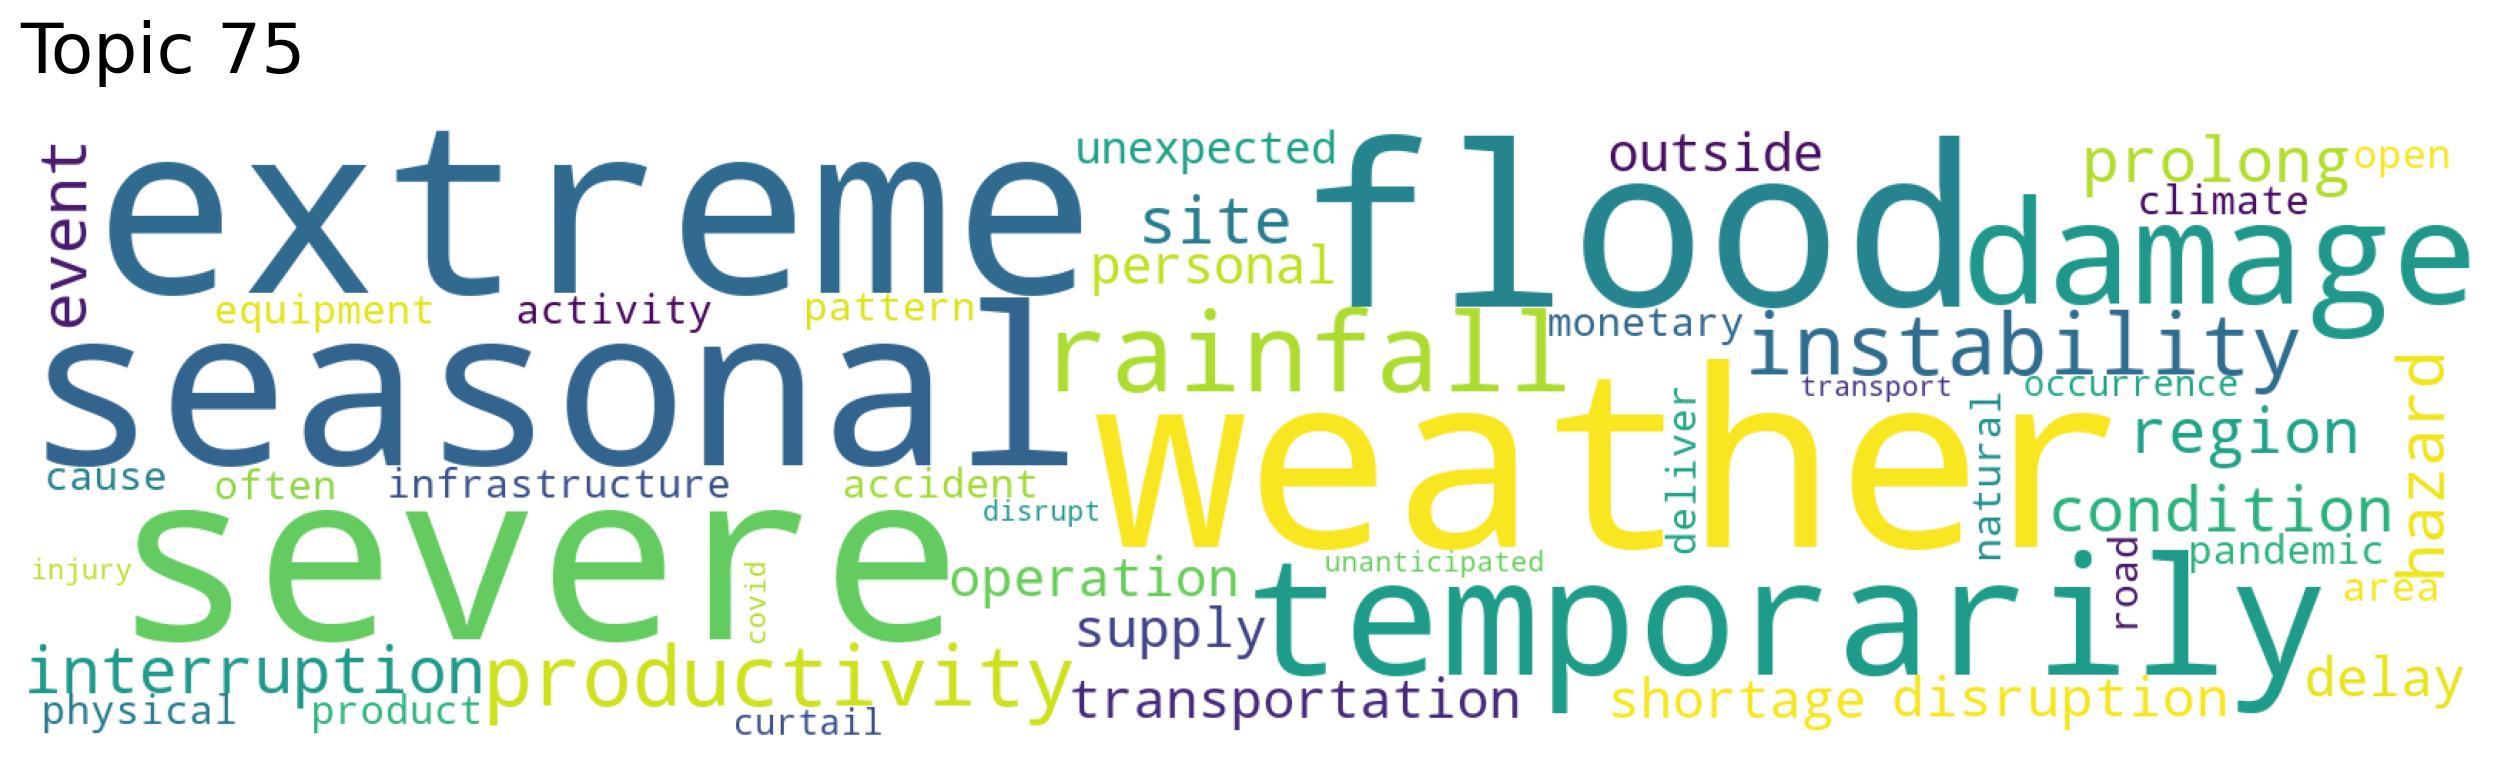 Topic 75
event
extreme
unexpected
flood
outside
prolong
open
climate
site
damage
personal
equipment
activity
pattern
seasonal
rainfall
monetary
instability
transport
occurrence
hazard
weather
deliver
natural
region
cause
often
infrastructure
accident
disrupt
condition
severe
injury
covid
operation
unanticipated
temporarily
road
pandemic
area
supply
interruption
productivity
transportation
shortage
disruption
delay
physical
product
curtail